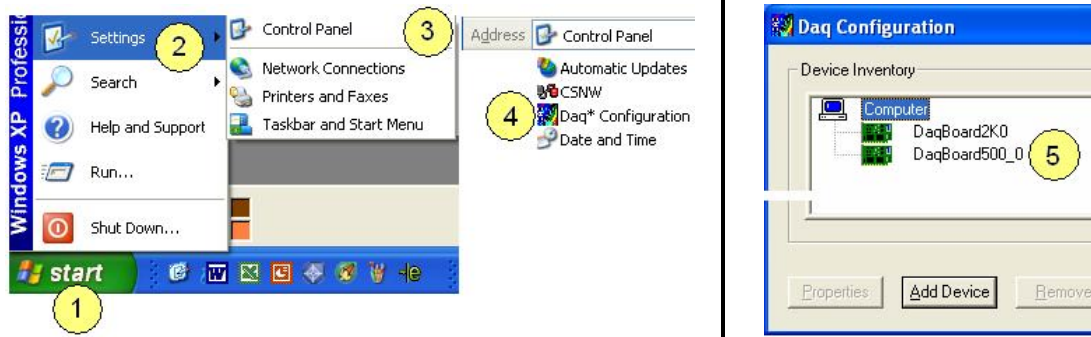 Windows XP Professi
Settings
2
Search
Help and Support
Run...
Shut Down...
start
1
Control Panel
3
Network Connections
Printers and Faxes
Taskbar and Start Menu
Address Control Panel
Automatic Updates
CSNW
4
Daq* Configuration
Date and Time
Daq Configuration
Device Inventory
Computer
DaqBoard2K0
DaqBoard500_0
5
Properties
Add Device
Remove